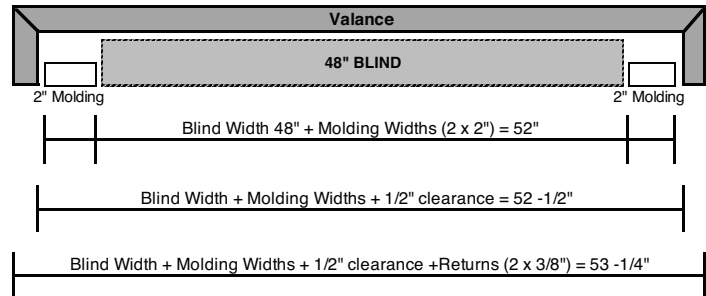 Valance
48" BLIND
2" Molding
2" Molding
Blind Width 48" + Molding Widths (2 x 2") = 52"
Blind Width + Molding Widths + 1/2" clearance = 52 -1/2"
Blind Width + Molding Widths + 1/2" clearance +Returns (2 x 3/8") = 53 -1/4"